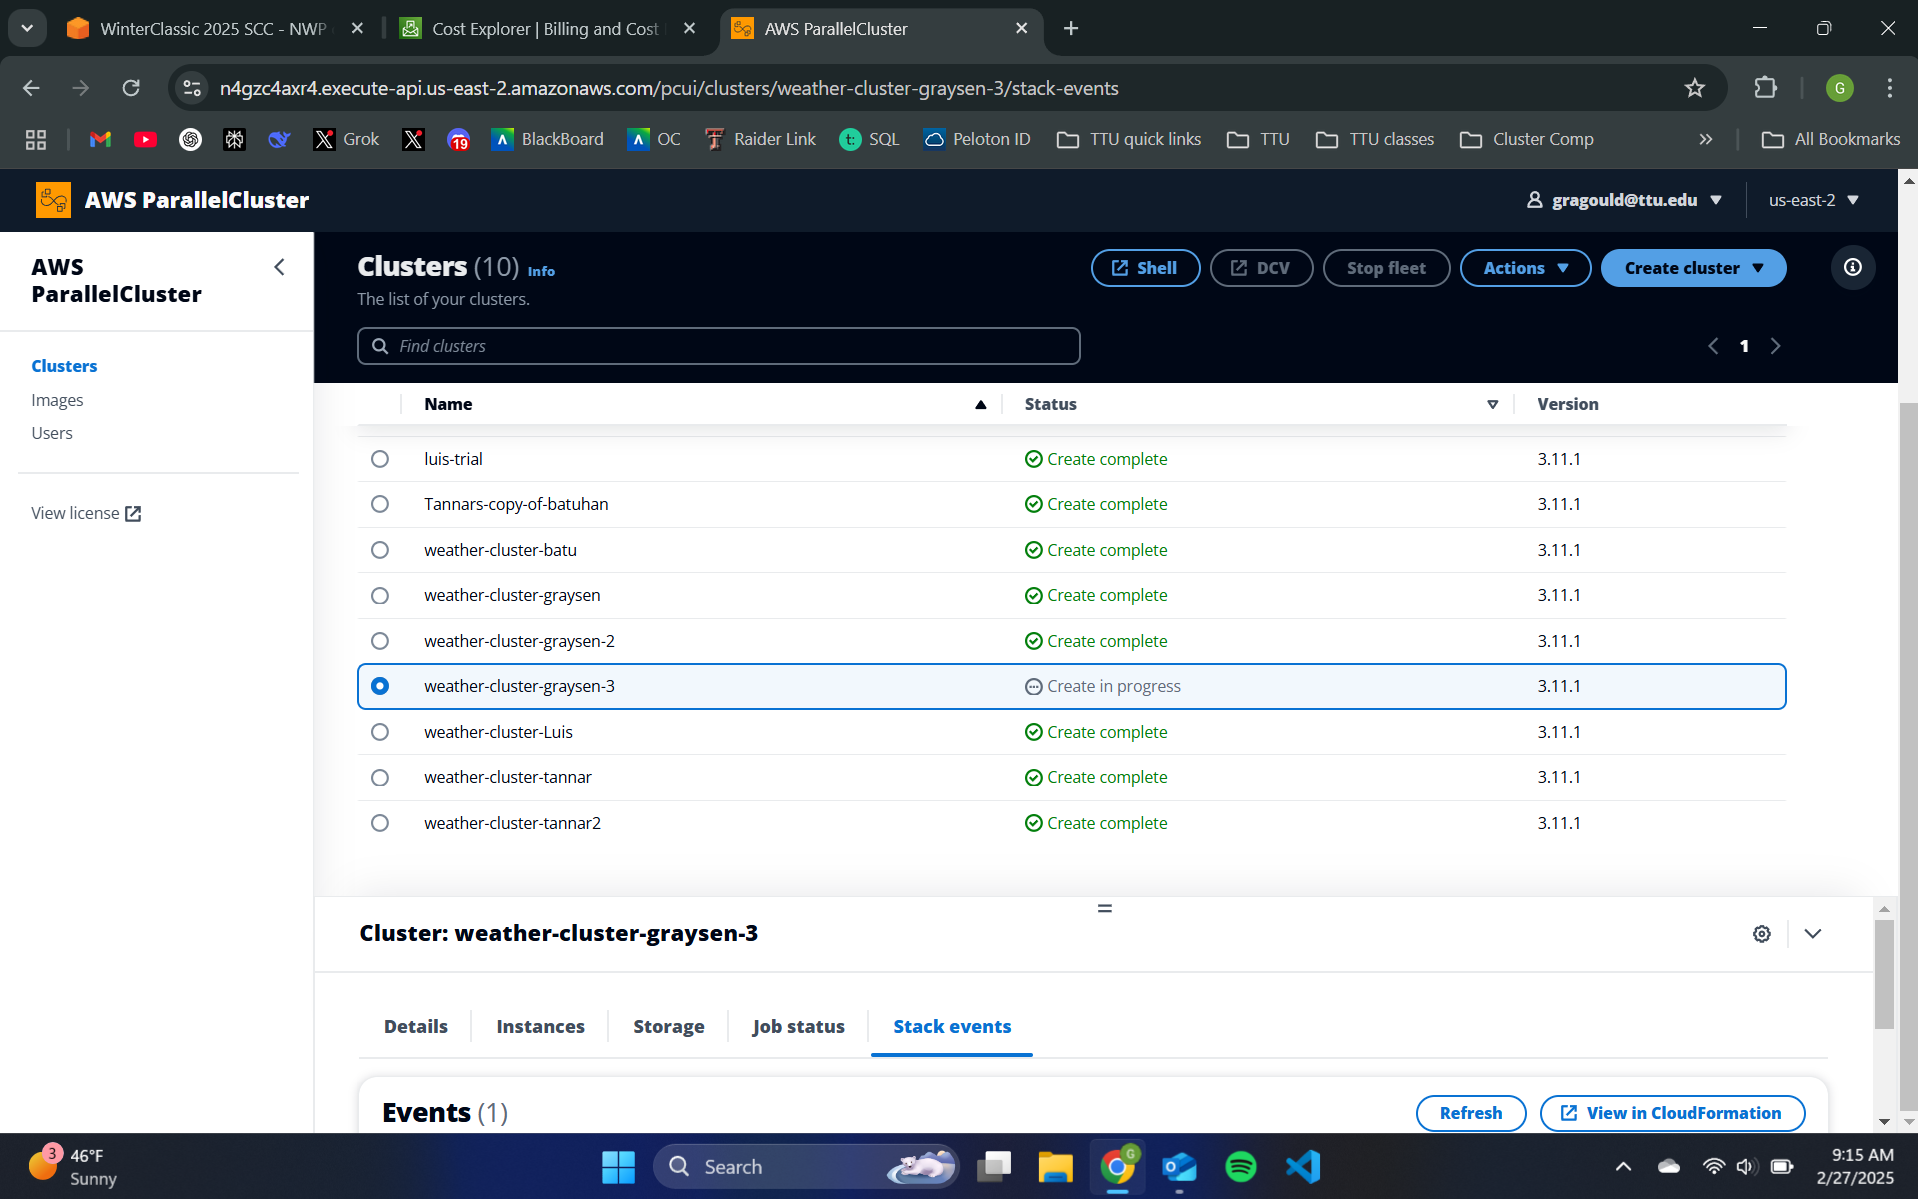 WinterClassic 2025 SCC - NWP
Cost Explorer | Billing and Cost
AWS ParallelCluster
n4gzc4axr4.execute-api.us-east-2.amazonaws.com/pcui/clusters/weather-cluster-graysen-3/stack-events
G
Grok
19
BlackBoard
OC
Raider Link
t:
SQL
Peloton ID
TTU quick links
TTU
TTU classes
Cluster Comp
All Bookmarks
AWS ParallelCluster
gragould@ttu.edu
us-east-2
AWS
ParallelCluster
Clusters
Images
Users
View license
Clusters (10) Info
The list of your clusters.
Shell
DCV
Stop fleet
Actions
Create cluster
Find clusters
1
Name Status Version
luis-trial Create complete 3.11.1
Tannars-copy-of-batuhan Create complete 3.11.1
weather-cluster-batu Create complete 3.11.1
weather-cluster-graysen Create complete 3.11.1
weather-cluster-graysen-2 Create complete 3.11.1
weather-cluster-graysen-3 Create in progress 3.11.1
weather-cluster-Luis Create complete 3.11.1
weather-cluster-tannar Create complete 3.11.1
weather-cluster-tannar2 Create complete 3.11.1
Cluster: weather-cluster-graysen-3
Details
Instances
Storage
Job status
Stack events
Events (1)
Refresh
View in CloudFormation
3
46°F
Sunny
Search
G
9:15 AM
2/27/2025